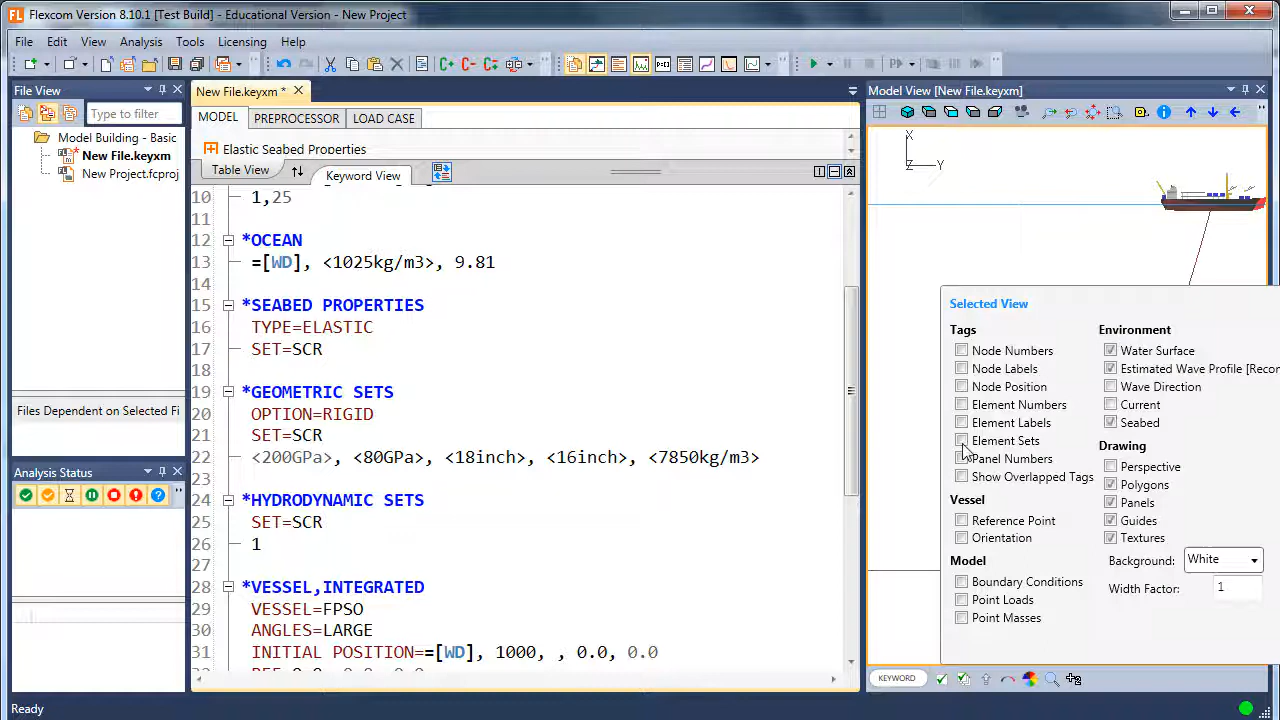 Flexcom Version 8.10.1 [Test Build] - Educational Version - New Project
File Edit View Analysis Tools Licensing Help
File View
Type to filter
Model Building - Basic
New File.keyxm
New Project.fcproj
Files Dependent on Selected Fi
Analysis Status
New File.keyxm *
MODEL PREPROCESSOR LOAD CASE
Elastic Seabed Properties
Table View Keyword View
10 1,25
11
12 *OCEAN
13 =[WD], <1025kg/m3>, 9.81
14
15 *SEABED PROPERTIES
16 TYPE=ELASTIC
17 SET=SCR
18
19 *GEOMETRIC SETS
20 OPTION=RIGID
21 SET=SCR
22 <200GPa>, <80GPa>, <18inch>, <16inch>, <7850kg/m3>
23
24 *HYDRODYNAMIC SETS
25 SET=SCR
26 1
27
28 *VESSEL,INTEGRATED
29 VESSEL=FPSO
30 ANGLES=LARGE
31 INITIAL POSITION==[WD], 1000, , 0.0, 0.0
Model View [New File.keyxm]
X
Z Y
Selected View
Tags
Node Numbers
Node Labels
Node Position
Element Numbers
Element Labels
Element Sets
Panel Numbers
Show Overlapped Tags
Vessel
Reference Point
Orientation
Model
Boundary Conditions
Point Loads
Point Masses
Environment
Water Surface
Estimated Wave Profile [Recor
Wave Direction
Current
Seabed
Drawing
Perspective
Polygons
Panels
Guides
Textures
Background: White
Width Factor: 1
KEYWORD
Ready